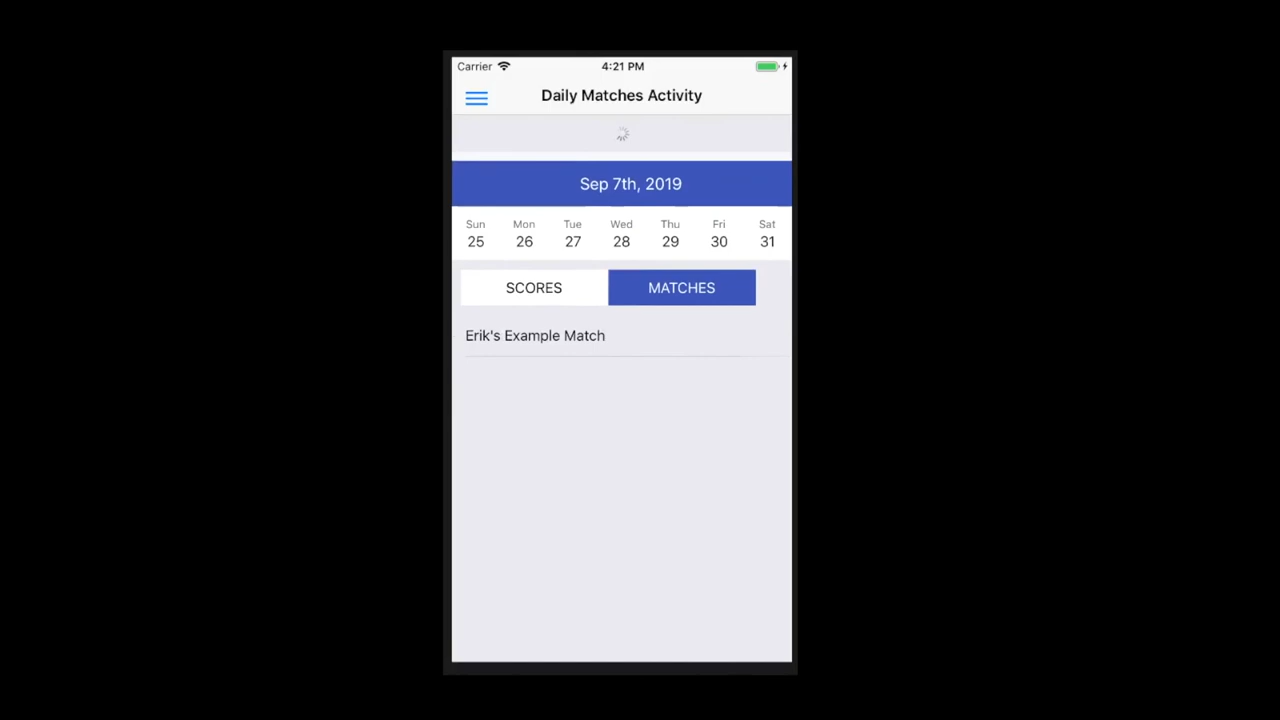 Carrier 4:21 PM
Daily Matches Activity
Sep 7th, 2019
Sun Mon Tue Wed Thu Fri Sat
25 26 27 28 29 30 31
SCORES MATCHES
Erik's Example Match